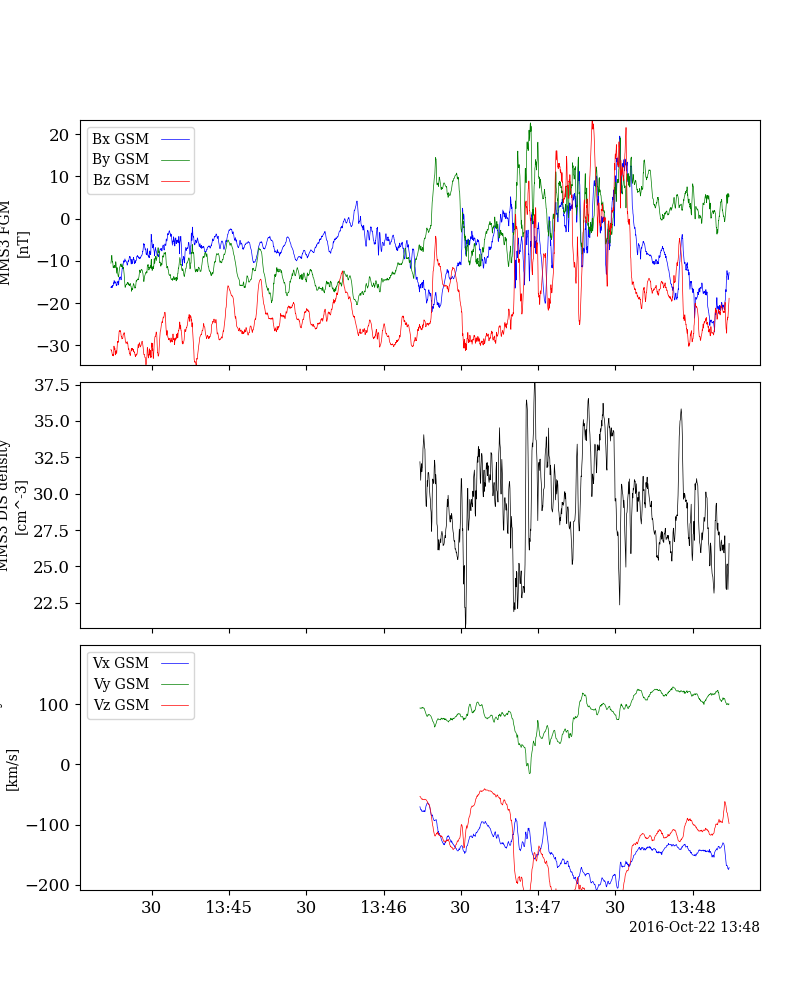 20
10
0
−10
−20
−30
MMS3 FGM
[nT]
Bx GSM
By GSM
Bz GSM
37.5
35.0
32.5
30.0
27.5
25.0
22.5
MMS3 DIS density
[cm^-3]
100
0
−100
−200
[km/s]
Vx GSM
Vy GSM
Vz GSM
30 13:45 30 13:46 30 13:47 30 13:48
2016-Oct-22 13:48